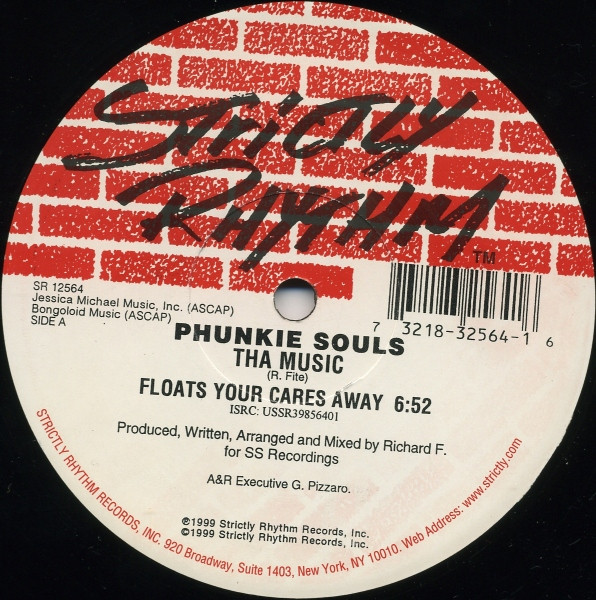 STRICTLY
RHYTHM
TM
SR 12564
Jessica Michael Music, Inc. (ASCAP)
Bongoloid Music (ASCAP)
SIDE A
7 3218-32564-1 6
PHUNKIE SOULS
THA MUSIC
(R. Fite)
FLOATS YOUR CARES AWAY 6:52
ISRC: USSR39856401
Produced, Written, Arranged and Mixed by Richard F.
for SS Recordings
A&R Executive G. Pizzaro.
℗1999 Strictly Rhythm Records, Inc.
©1999 Strictly Rhythm Records, Inc.
STRICTLY RHYTHM RECORDS, INC. 920 Broadway, Suite 1403, New York, NY 10010. Web Address: www.strictly.com